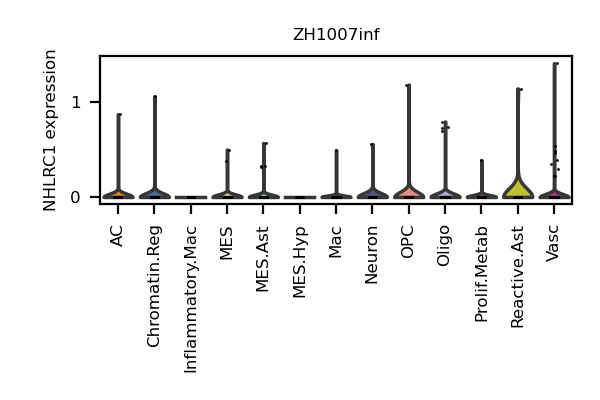 ZH1007inf
NHLRC1 expression
1
0
AC
Chromatin.Reg
Inflammatory.Mac
MES
MES.Ast
MES.Hyp
Mac
Neuron
OPC
Oligo
Prolif.Metab
Reactive.Ast
Vasc